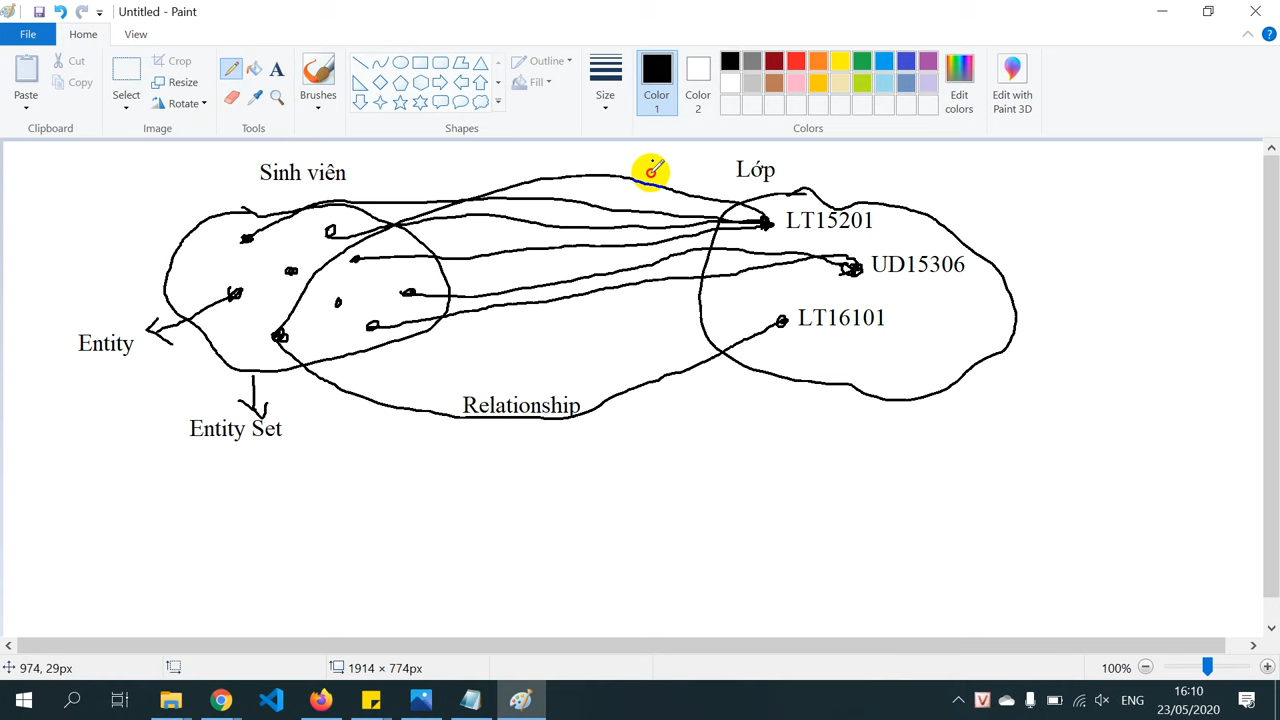 Untitled - Paint
File
Home
View
Paste
Cut
Copy
Clipboard
Select
Crop
Resize
Rotate
Image
Tools
Brushes
Shapes
Outline
Fill
Size
Color 1
Color 2
Colors
Edit colors
Edit with Paint 3D
Sinh viên
Lớp
LT15201
UD15306
LT16101
Entity
Relationship
Entity Set
974, 29px
1914 × 774px
100%
ENG
16:10
23/05/2020